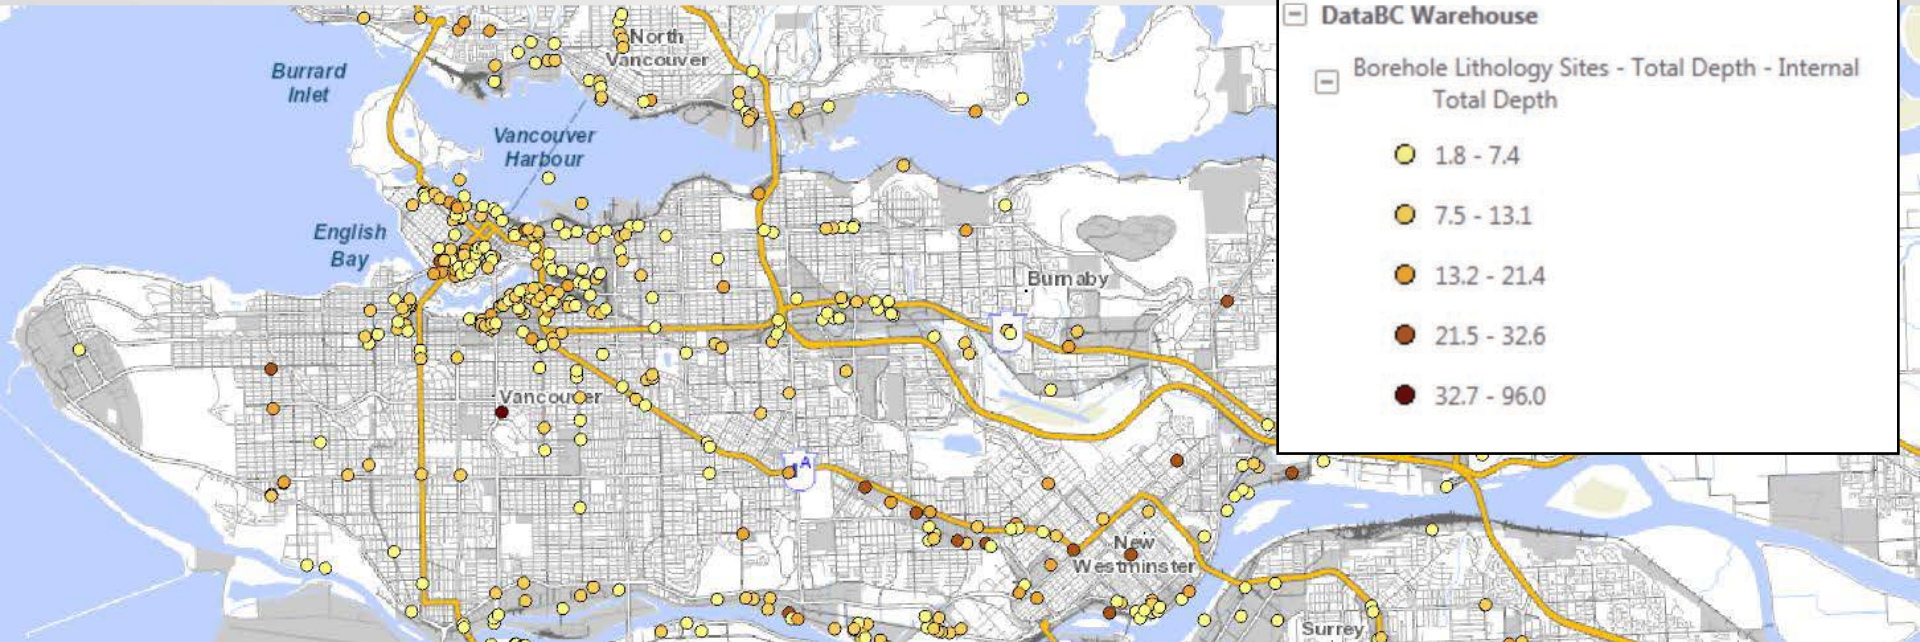 North
Vancouver
Burrard
Inlet
Vancouver
Harbour
English
Bay
Burnaby
Vancouver
1A
New
Westminster
Surrey
DataBC Warehouse
Borehole Lithology Sites - Total Depth - Internal
Total Depth
1.8 - 7.4
7.5 - 13.1
13.2 - 21.4
21.5 - 32.6
32.7 - 96.0